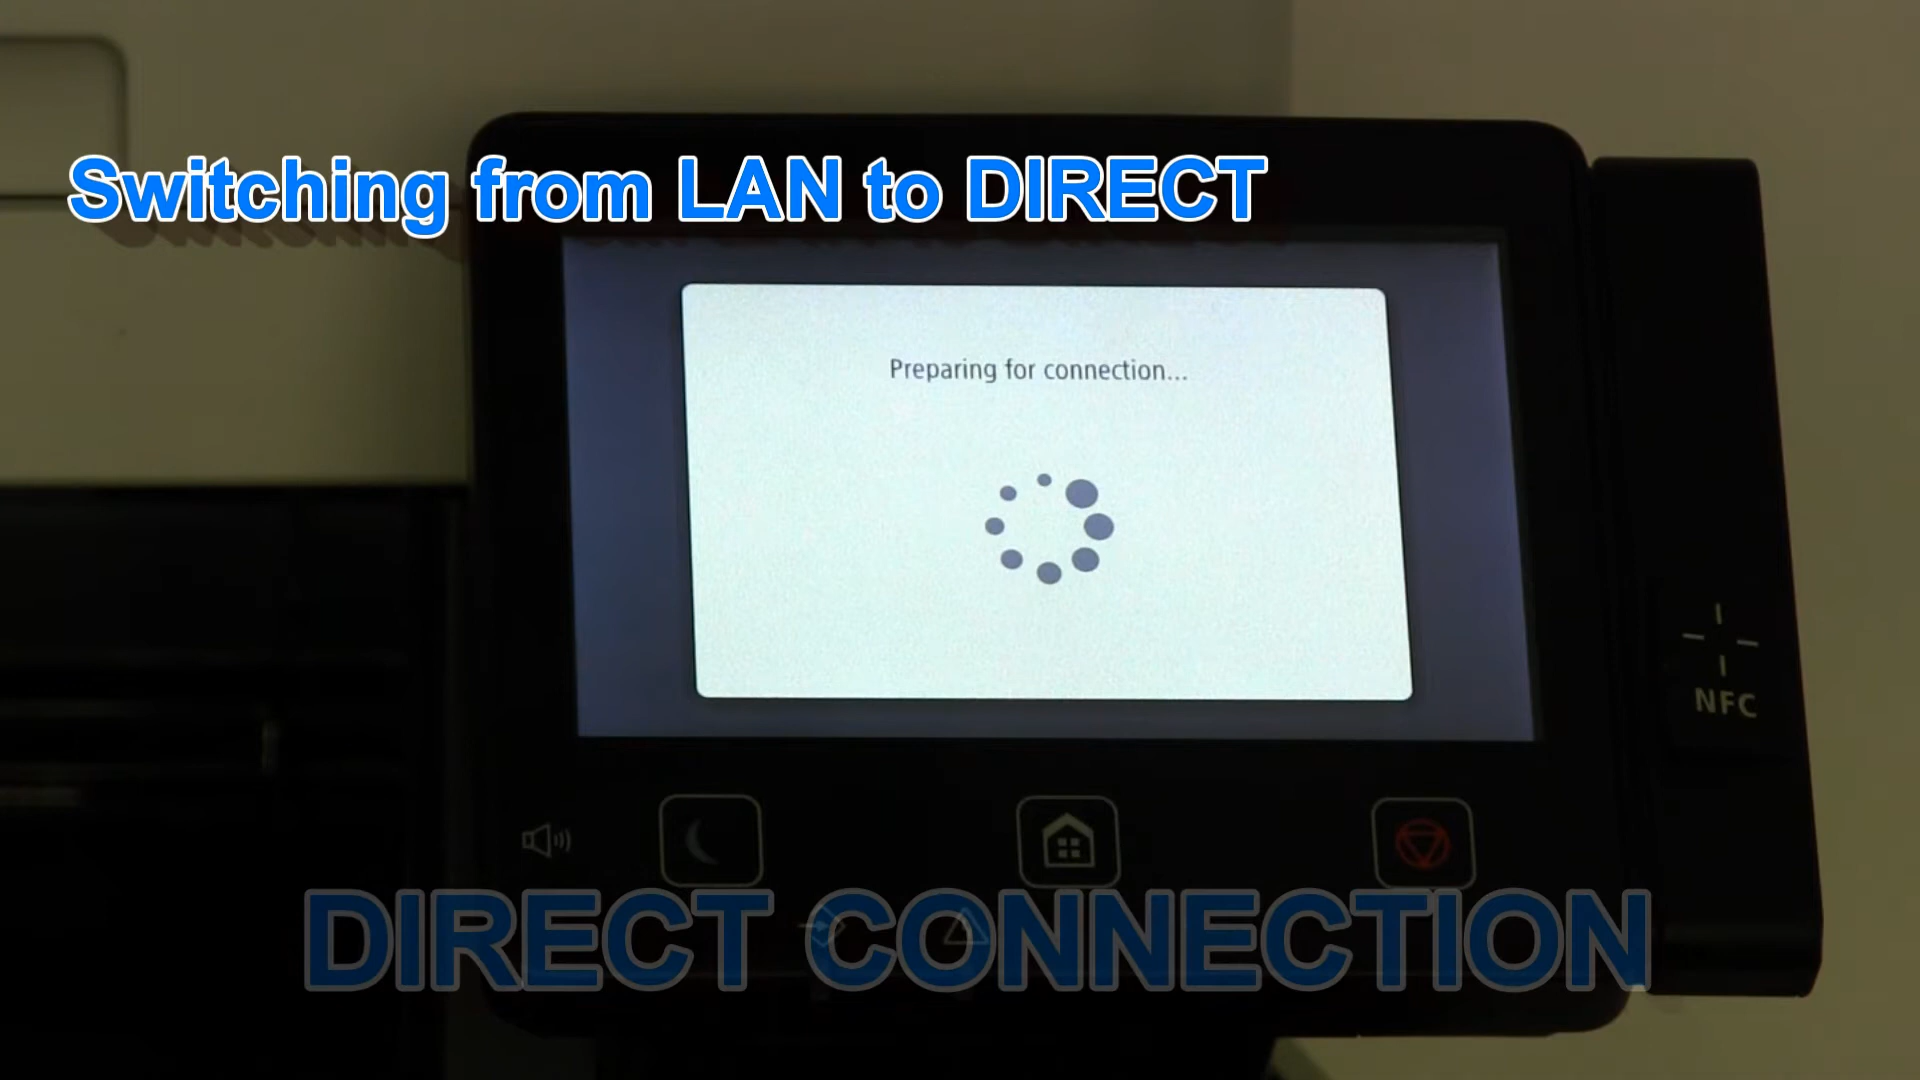 Switching from LAN to DIRECT
Preparing for connection...
NFC
DIRECT CONNECTION